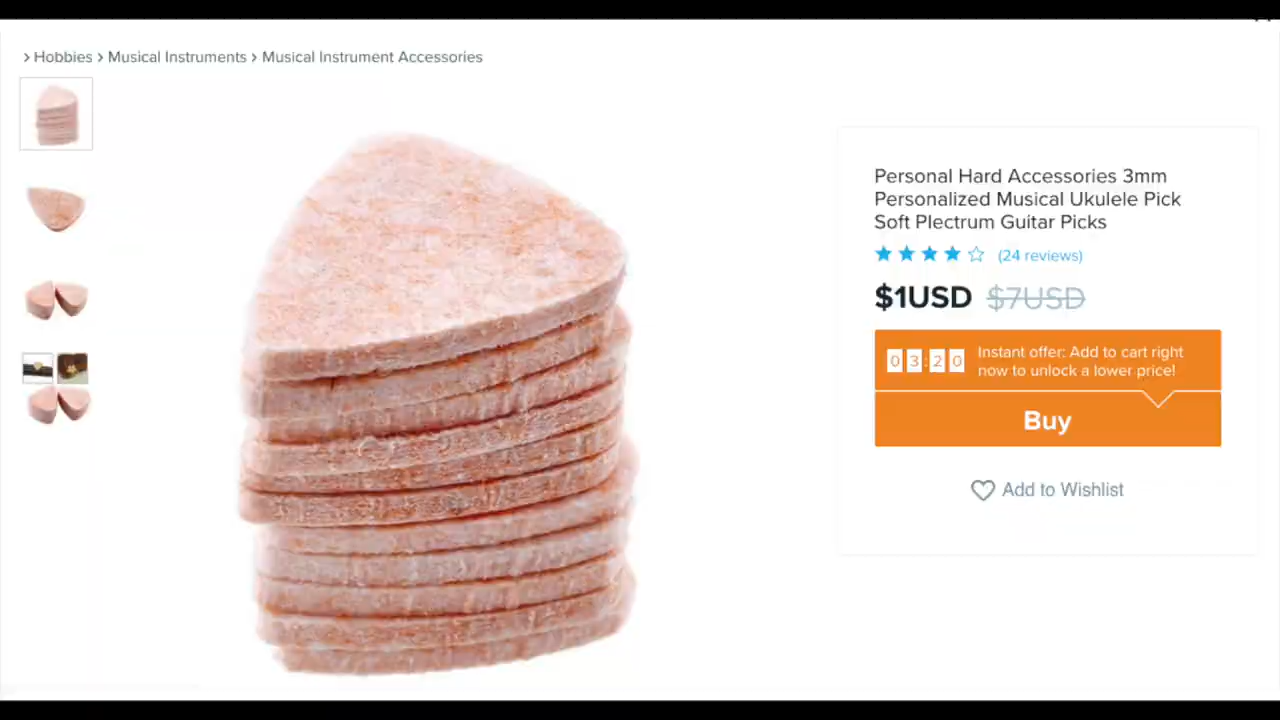 › Hobbies › Musical Instruments › Musical Instrument Accessories
Personal Hard Accessories 3mm
Personalized Musical Ukulele Pick
Soft Plectrum Guitar Picks
(24 reviews)
$1USD $7USD
03:20
Instant offer: Add to cart right
now to unlock a lower price!
Buy
Add to Wishlist